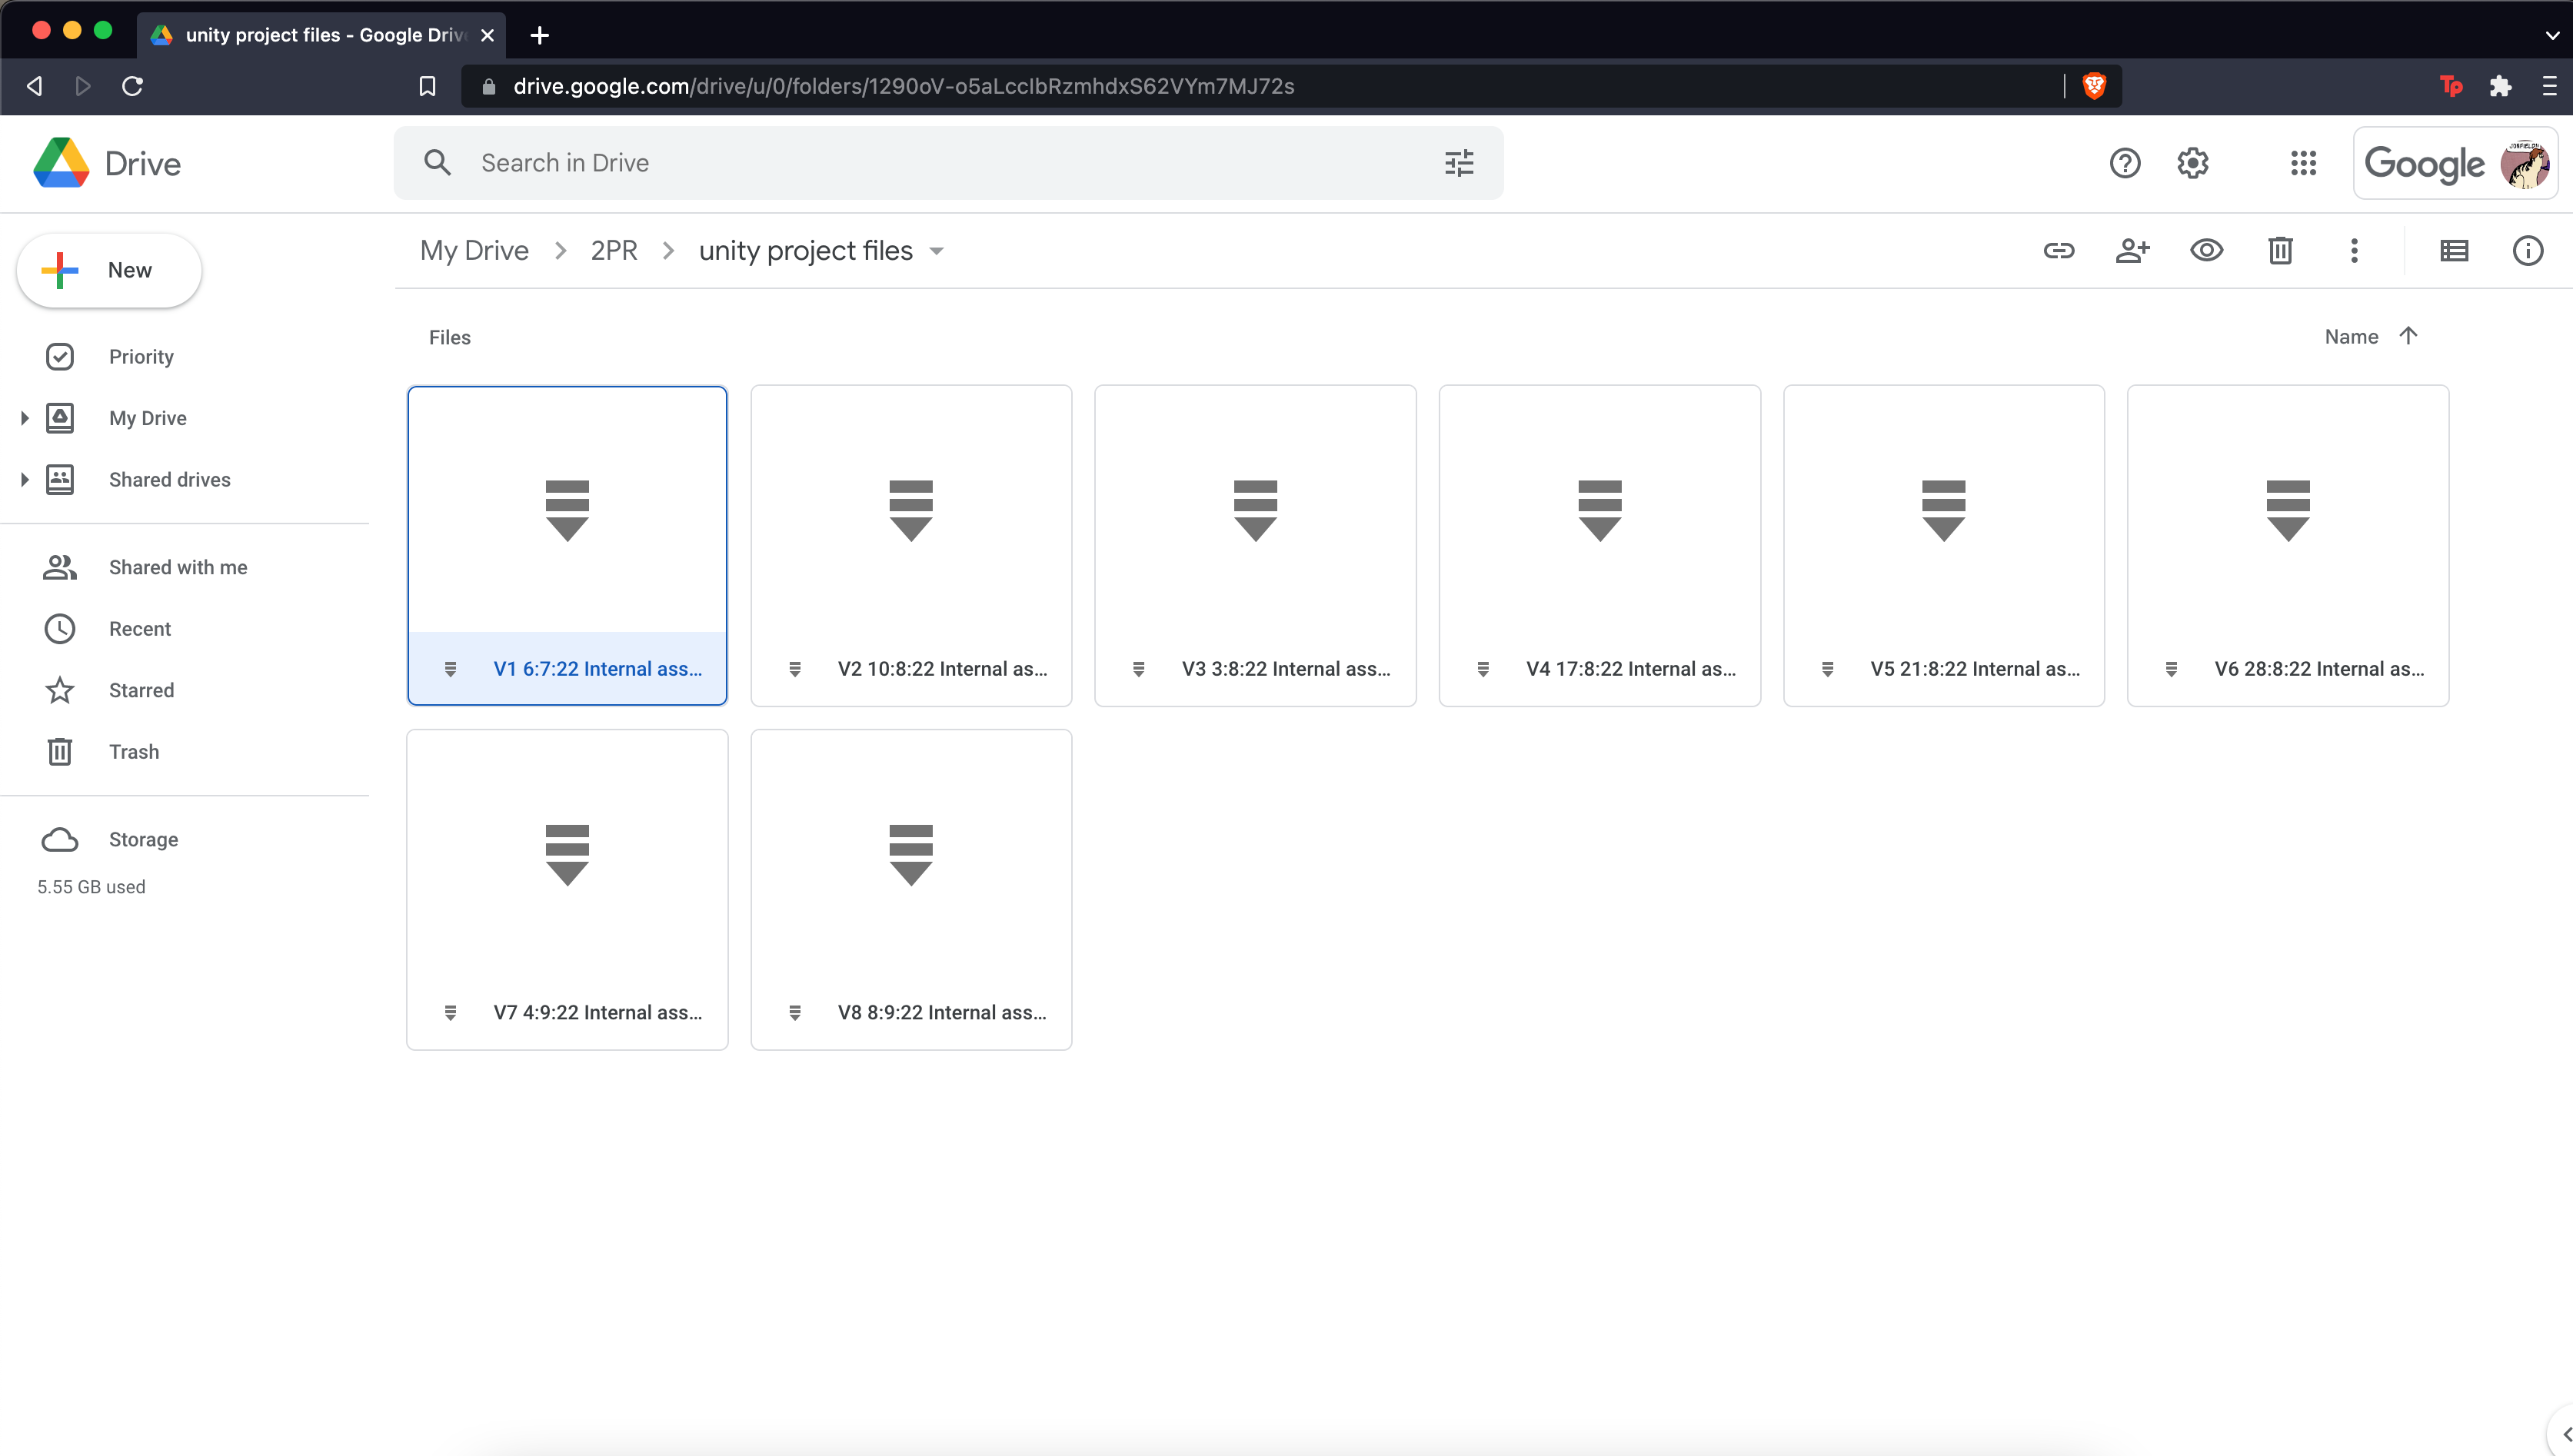 unity project files - Google Driv
drive.google.com/drive/u/0/folders/1290oV-o5aLccIbRzmhdxS62VYm7MJ72s
Tp
Drive
Search in Drive
Google
New
My Drive
2PR
unity project files
Priority
My Drive
Shared drives
Shared with me
Recent
Starred
Trash
Storage
5.55 GB used
Files
Name
V1 6:7:22 Internal ass...
V2 10:8:22 Internal as...
V3 3:8:22 Internal ass...
V4 17:8:22 Internal as...
V5 21:8:22 Internal as...
V6 28:8:22 Internal as...
V7 4:9:22 Internal ass...
V8 8:9:22 Internal ass...